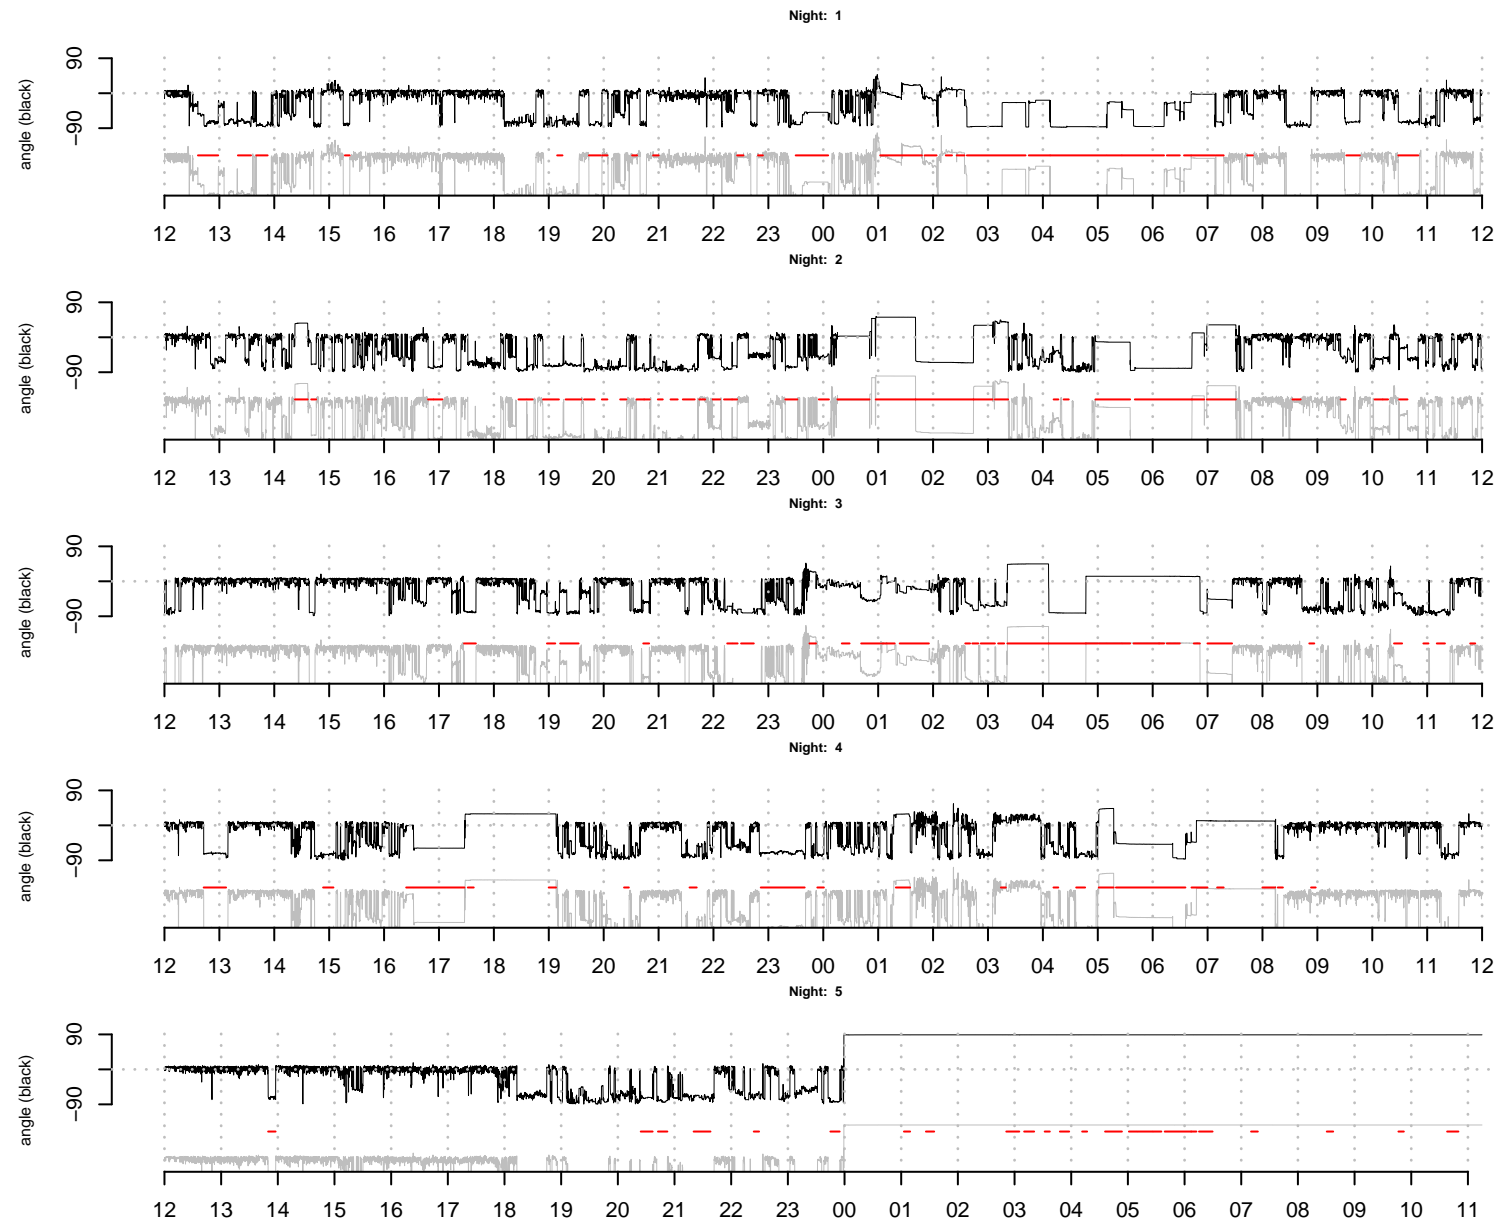 Night: 1
90
−90
angle (black)
12 13 14 15 16 17 18 19 20 21 22 23 00 01 02 03 04 05 06 07 08 09 10 11 12
Night: 2
90
−90
angle (black)
12 13 14 15 16 17 18 19 20 21 22 23 00 01 02 03 04 05 06 07 08 09 10 11 12
Night: 3
90
−90
angle (black)
12 13 14 15 16 17 18 19 20 21 22 23 00 01 02 03 04 05 06 07 08 09 10 11 12
Night: 4
90
−90
angle (black)
12 13 14 15 16 17 18 19 20 21 22 23 00 01 02 03 04 05 06 07 08 09 10 11 12
Night: 5
90
−90
angle (black)
12 13 14 15 16 17 18 19 20 21 22 23 00 01 02 03 04 05 06 07 08 09 10 11